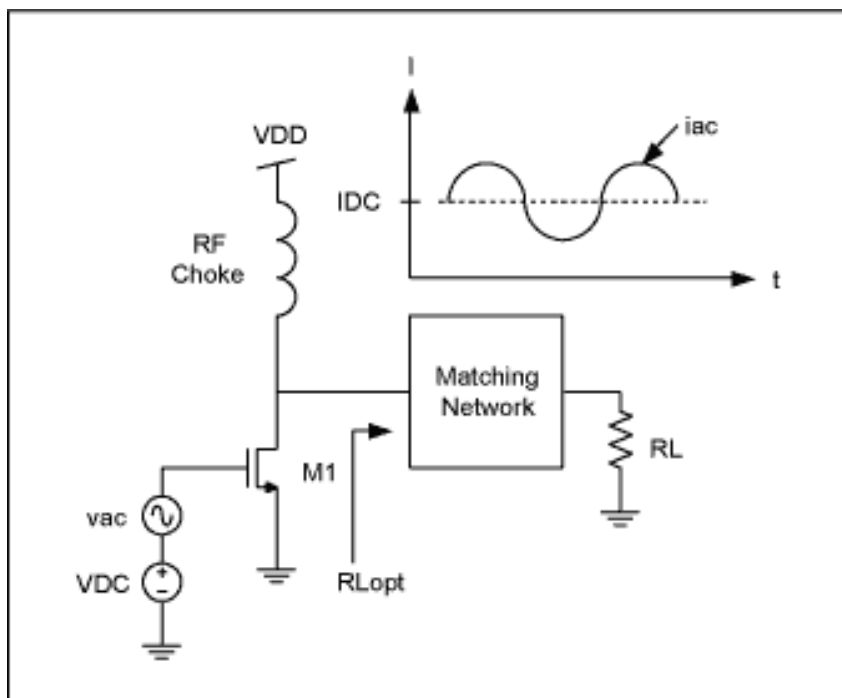 I
iac
VDD
IDC
RF
Choke
t
Matching
Network
RL
M1
vac
VDC
+
−
RLopt